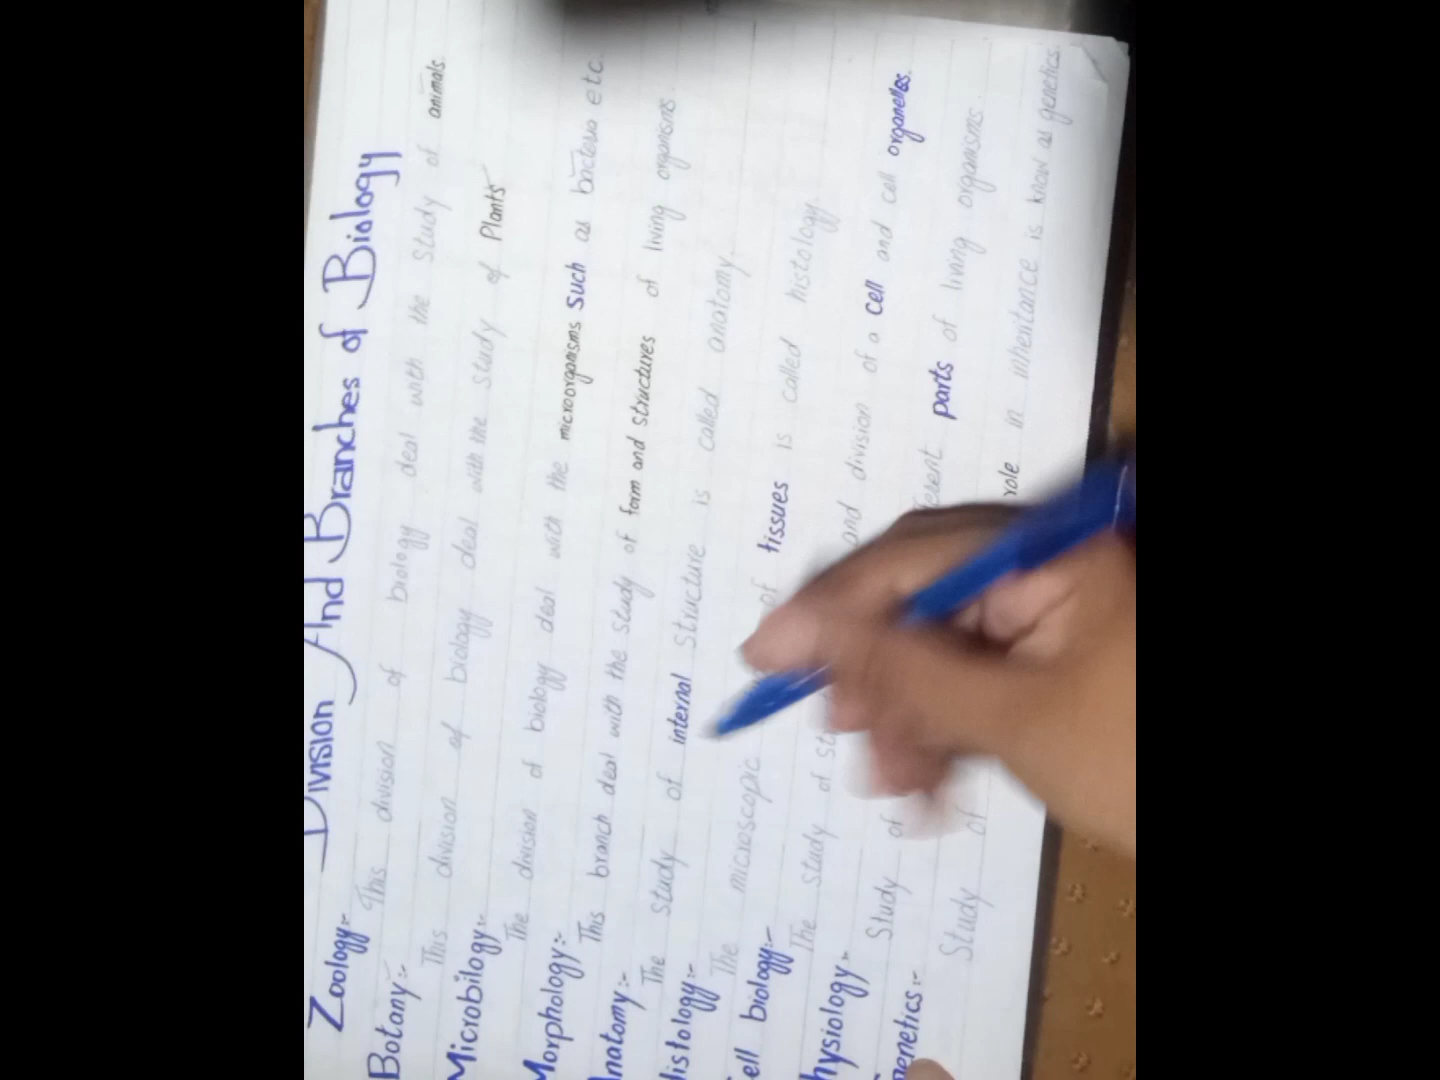 Division And Branches of Biology
Zoology:-
This division of biology deal with the study of animals.
Botany:-
This division of biology deal with the study of Plants
Microbilogy:-
The division of biology deal with the microorganisms Such as bacteria etc.
Morphology:-
This branch deal with the study of form and structures of living organisms.
Anatomy:-
The study of internal structure is called anatomy.
Histology:-
The microscopic of tissues is called histology.
Cell biology:-
The study of and division of a cell and cell organelles.
hysiology:-
Study of parts of living organisms.
enetics:-
Study of role in inheritance is know as genetics.